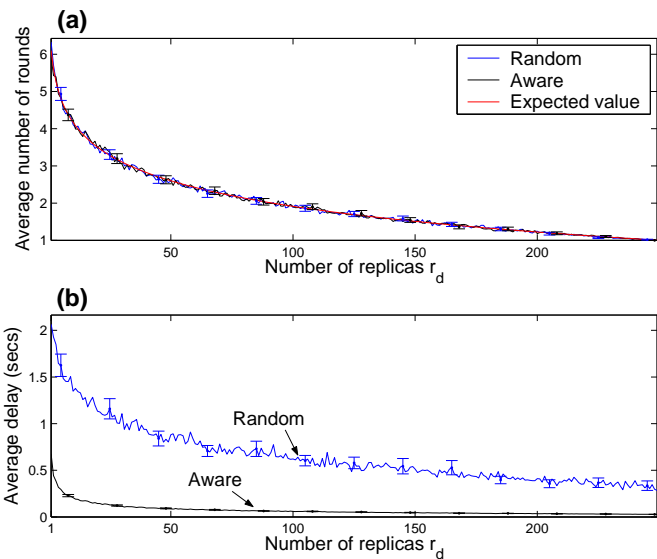 (a)
Average number of rounds
6
5
4
3
2
1
Random
Aware
Expected value
50
100
150
200
Number of replicas r_d
(b)
Average delay (secs)
2
1.5
1
0.5
0
Random
Aware
1
50
100
150
200
Number of replicas r_d